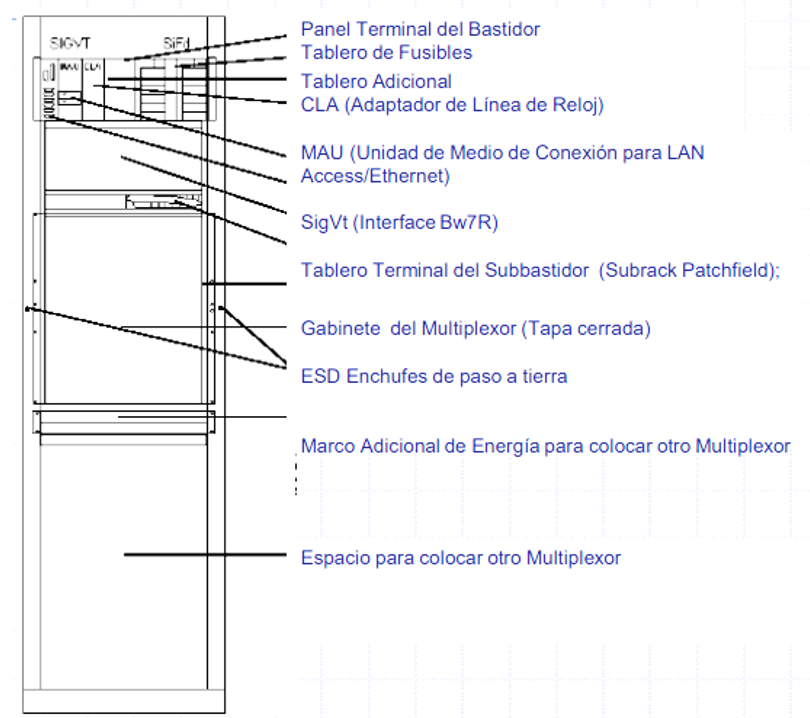 SIGVT SiFd
MAU CLA
Panel Terminal del Bastidor
Tablero de Fusibles
Tablero Adicional
CLA (Adaptador de Línea de Reloj)
MAU (Unidad de Medio de Conexión para LAN
Access/Ethernet)
SigVt (Interface Bw7R)
Tablero Terminal del Subbastidor (Subrack Patchfield);
Gabinete del Multiplexor (Tapa cerrada)
ESD Enchufes de paso a tierra
Marco Adicional de Energía para colocar otro Multiplexor
Espacio para colocar otro Multiplexor